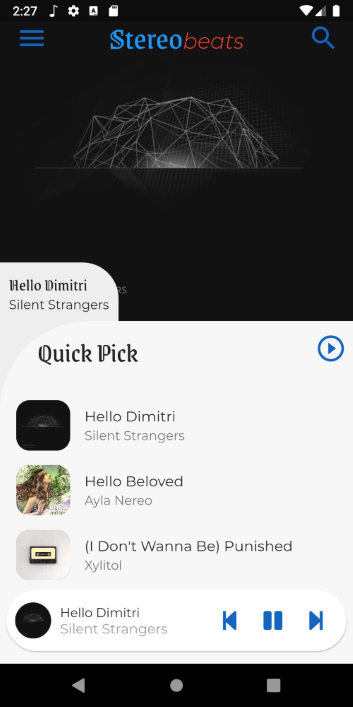 2:27
Stereobeats
RS
Hello Dimitri
Silent Strangers
Quick Pick
Hello Dimitri
Silent Strangers
Hello Beloved
Ayla Nereo
(I Don't Wanna Be) Punished
Xylitol
Hello Dimitri
Silent Strangers